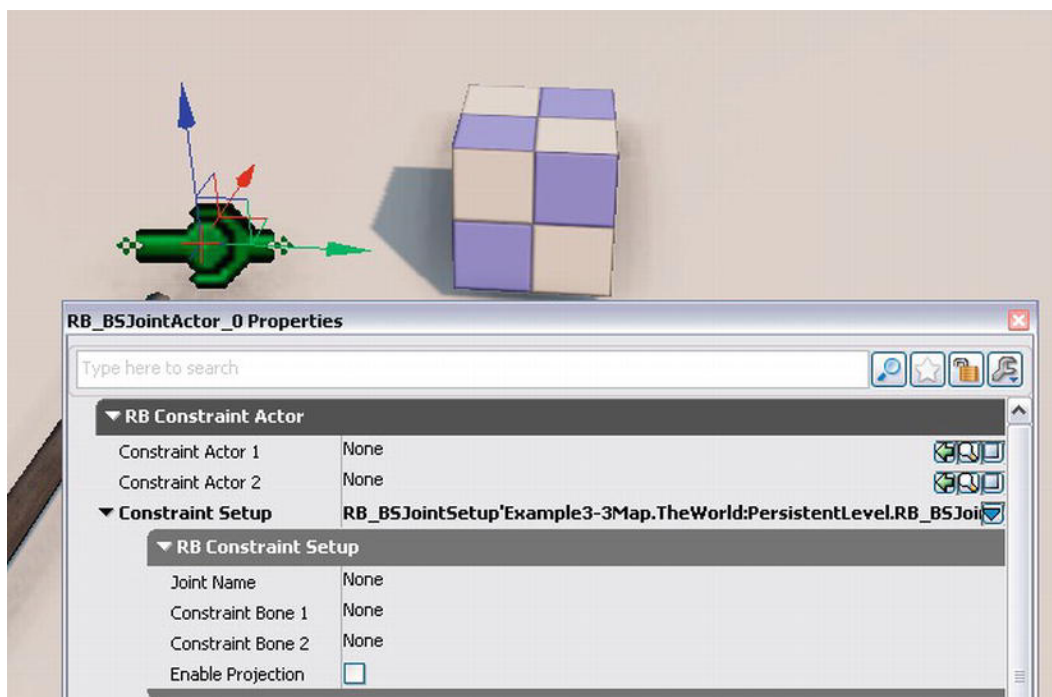 RB_BSJointActor_0 Properties
Type here to search
RB Constraint Actor
Constraint Actor 1 None
Constraint Actor 2 None
Constraint Setup RB_BSJointSetup'Example3-3Map.TheWorld:PersistentLevel.RB_BSJoi
RB Constraint Setup
Joint Name None
Constraint Bone 1 None
Constraint Bone 2 None
Enable Projection